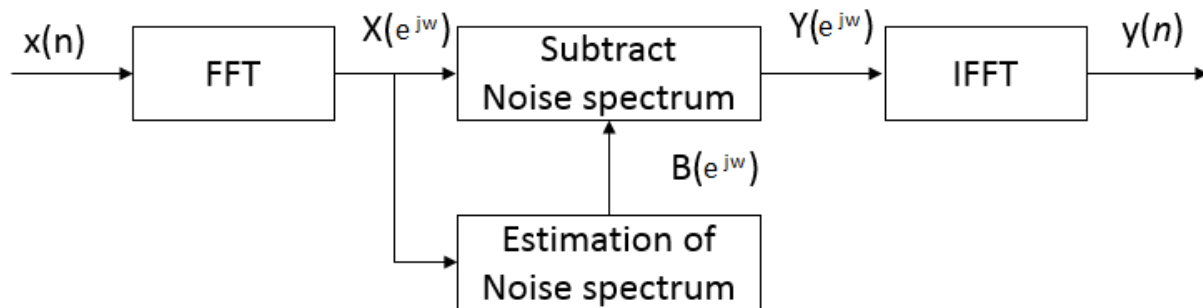 x(n)
FFT
X(e jw)
Subtract
Noise spectrum
Y(e jw)
IFFT
y(n)
B(e jw)
Estimation of
Noise spectrum